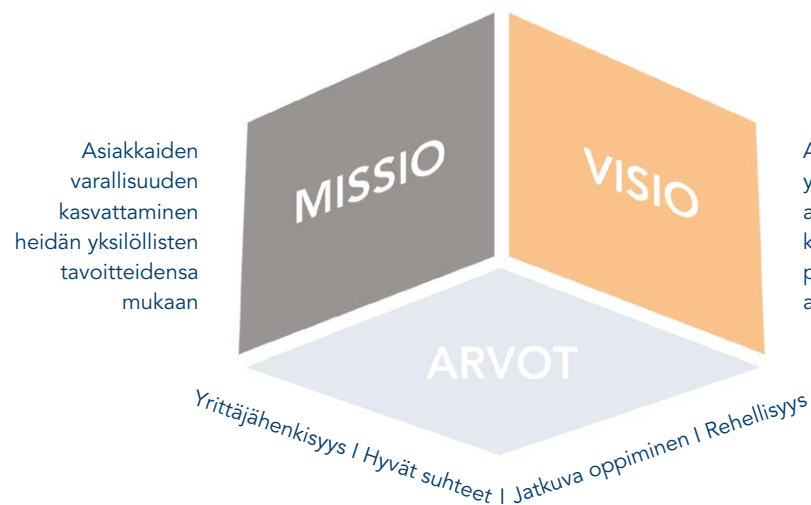 Asiakkaiden
varallisuuden
kasvattaminen
heidän yksilöllisten
tavoitteidensa
mukaan
MISSIO
VISIO
ARVOT
Yrittäjähenkisyys I Hyvät suhteet I Jatkuva oppiminen I Rehellisyys